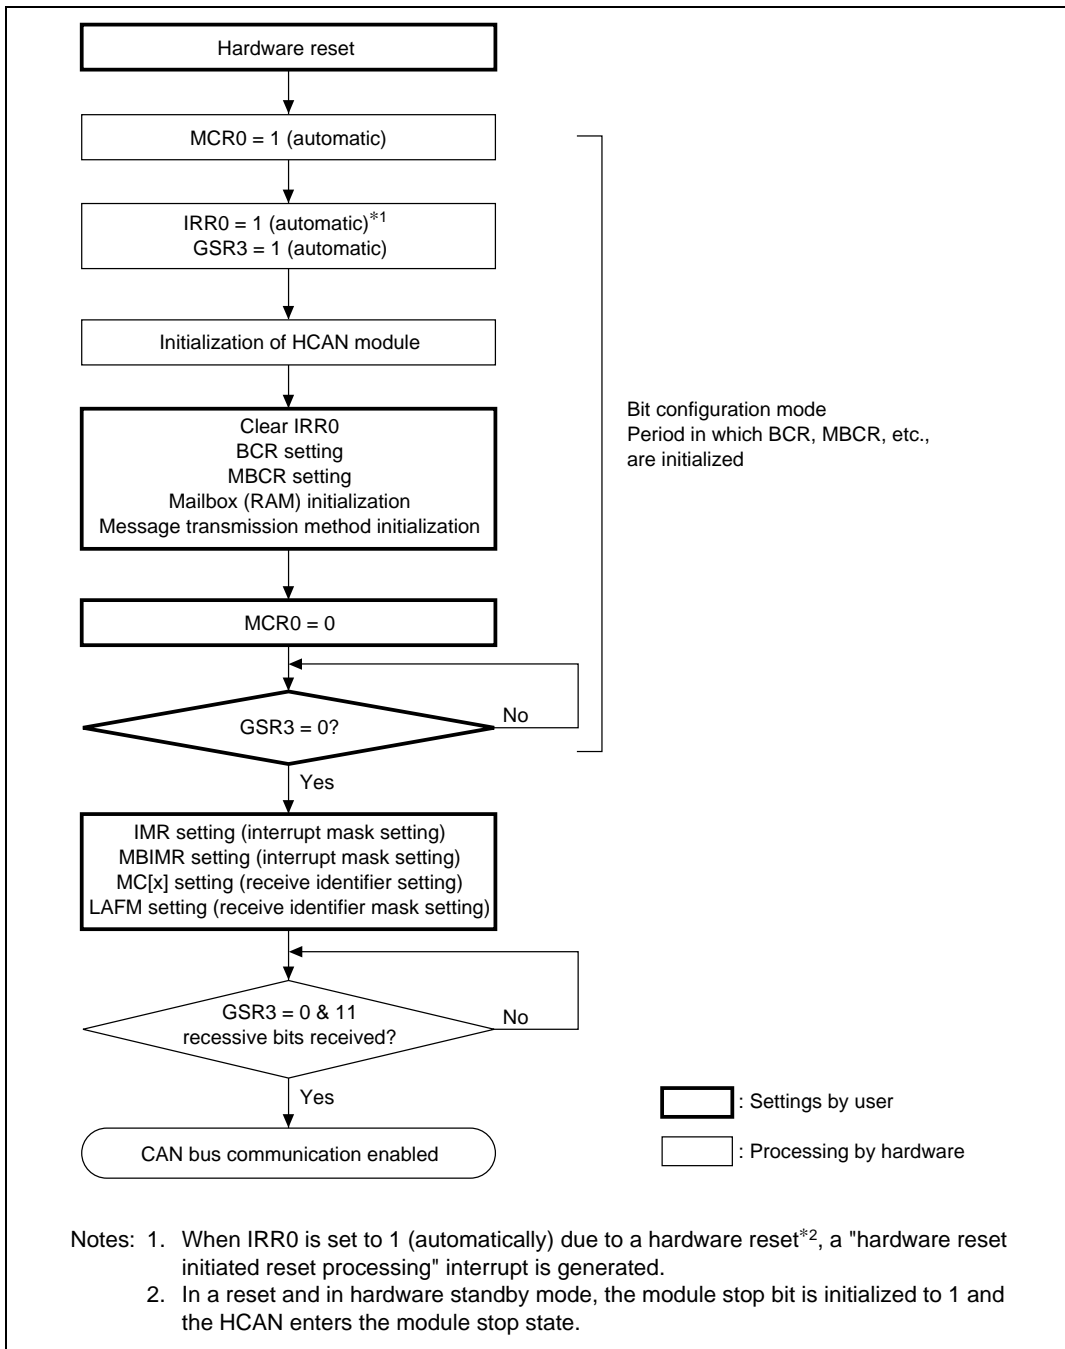 Hardware reset
MCR0 = 1 (automatic)
IRR0 = 1 (automatic)*1
GSR3 = 1 (automatic)
Initialization of HCAN module
Clear IRR0
BCR setting
MBCR setting
Mailbox (RAM) initialization
Message transmission method initialization
Bit configuration mode
Period in which BCR, MBCR, etc.,
are initialized
MCR0 = 0
GSR3 = 0?
No
Yes
IMR setting (interrupt mask setting)
MBIMR setting (interrupt mask setting)
MC[x] setting (receive identifier setting)
LAFM setting (receive identifier mask setting)
GSR3 = 0 & 11
recessive bits received?
No
Yes
CAN bus communication enabled
: Settings by user
: Processing by hardware
Notes: 1. When IRR0 is set to 1 (automatically) due to a hardware reset*2, a "hardware reset
initiated reset processing" interrupt is generated.
2. In a reset and in hardware standby mode, the module stop bit is initialized to 1 and
the HCAN enters the module stop state.